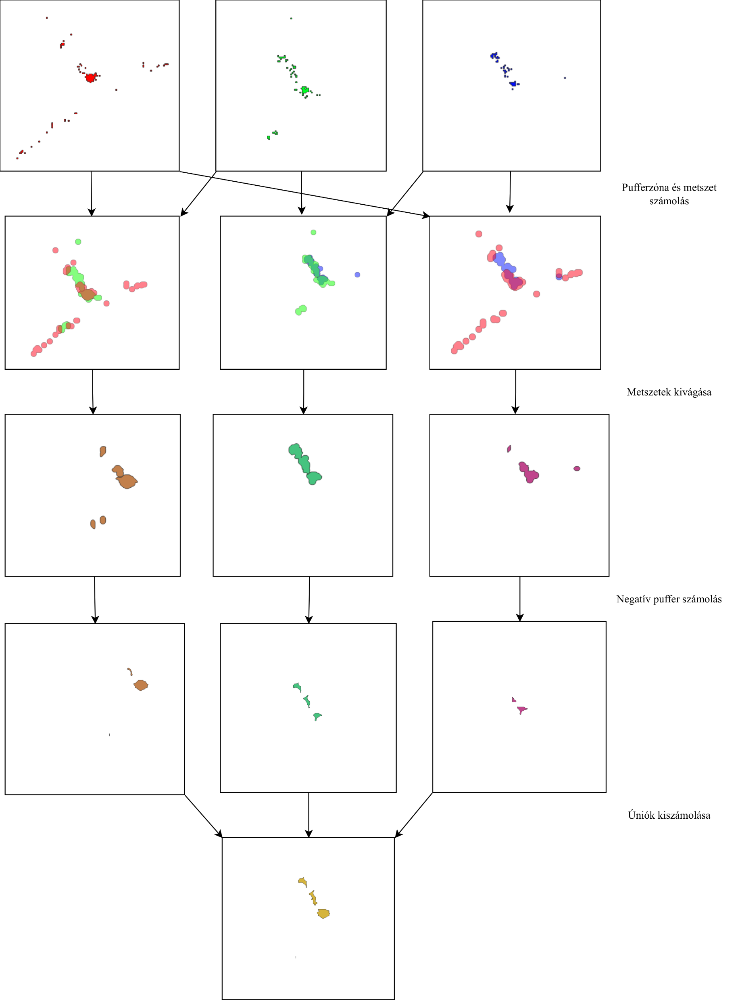 Pufferzóna és metszet
számolás
Metszetek kivágása
Negatív puffer számolás
Úniók kiszámolása